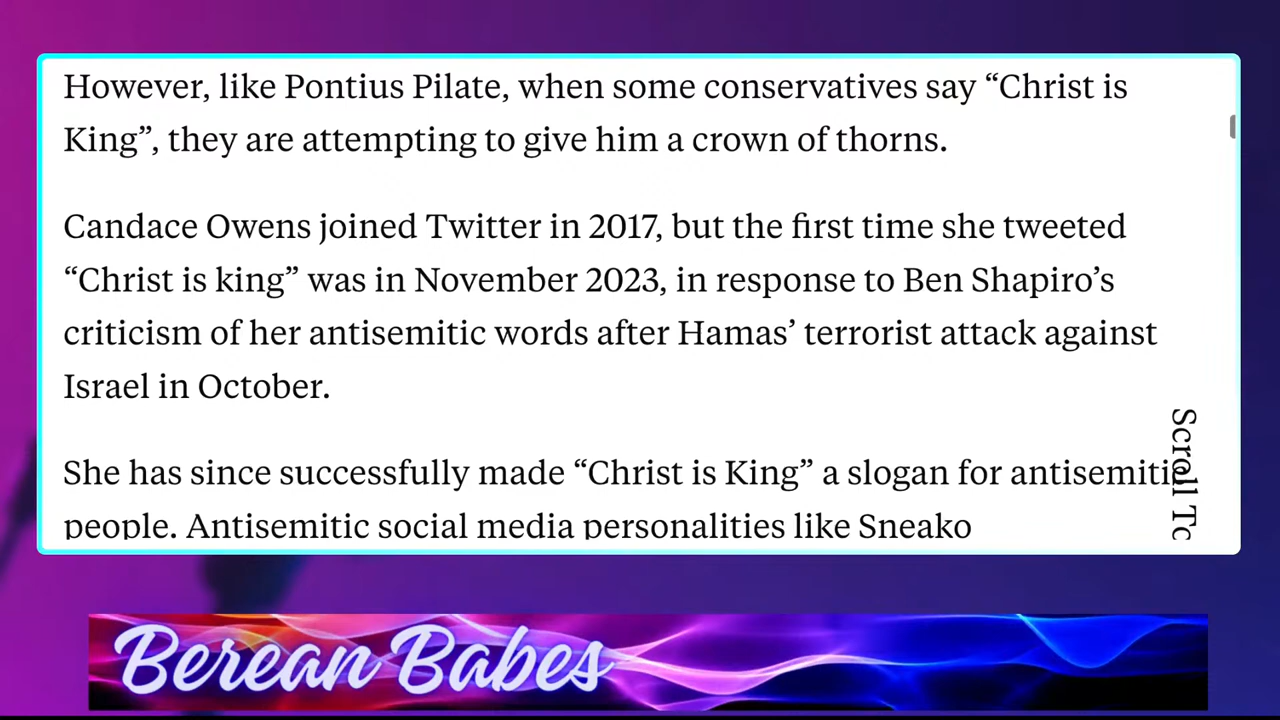 However, like Pontius Pilate, when some conservatives say “Christ is
King”, they are attempting to give him a crown of thorns.
Candace Owens joined Twitter in 2017, but the first time she tweeted
“Christ is king” was in November 2023, in response to Ben Shapiro’s
criticism of her antisemitic words after Hamas’ terrorist attack against
Israel in October.
She has since successfully made “Christ is King” a slogan for antisemitic
people. Antisemitic social media personalities like Sneako
Scroll To
Berean Babes